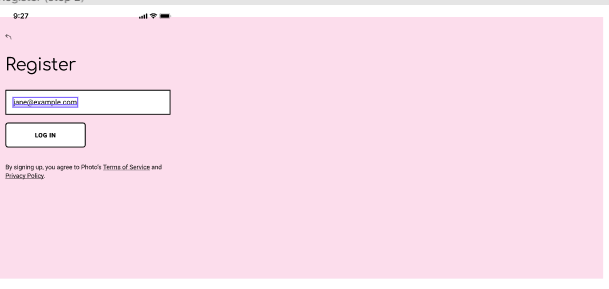 Register (Step 2)
9:27
Register
jane@example.com
LOG IN
By signing up, you agree to Photo's Terms of Service and
Privacy Policy.